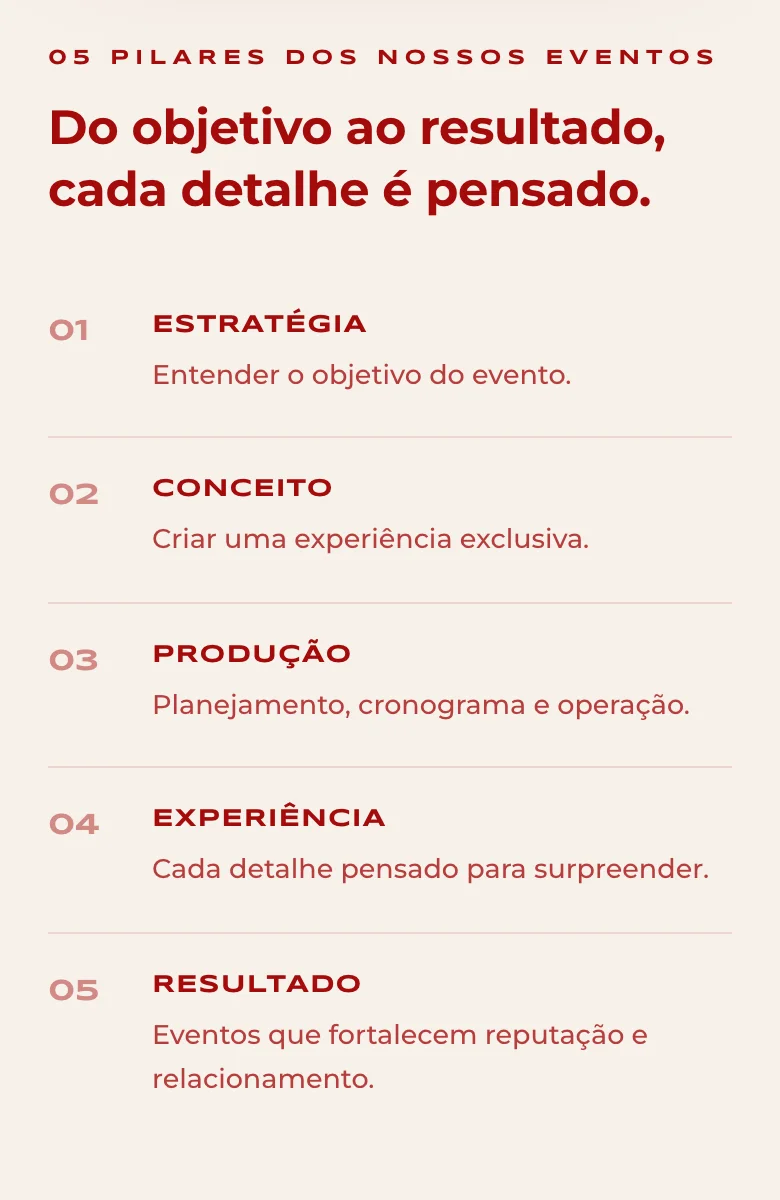 05 PILARES DOS NOSSOS EVENTOS
Do objetivo ao resultado,
cada detalhe é pensado.
01
ESTRATÉGIA
Entender o objetivo do evento.
02
CONCEITO
Criar uma experiência exclusiva.
03
PRODUÇÃO
Planejamento, cronograma e operação.
04
EXPERIÊNCIA
Cada detalhe pensado para surpreender.
05
RESULTADO
Eventos que fortalecem reputação e
relacionamento.